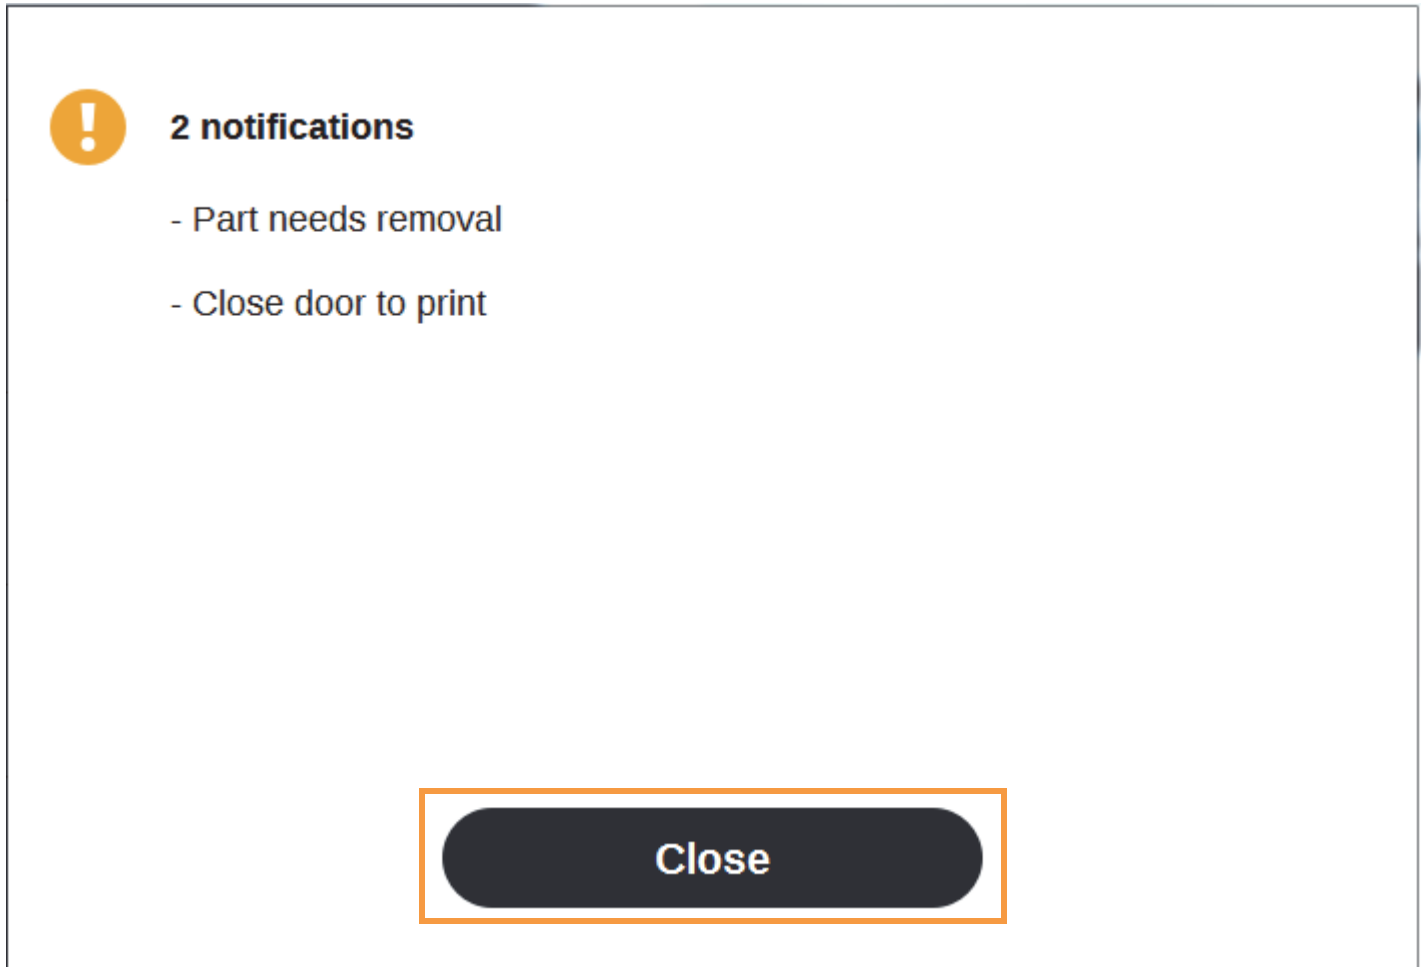 2 notifications
- Part needs removal
- Close door to print
Close